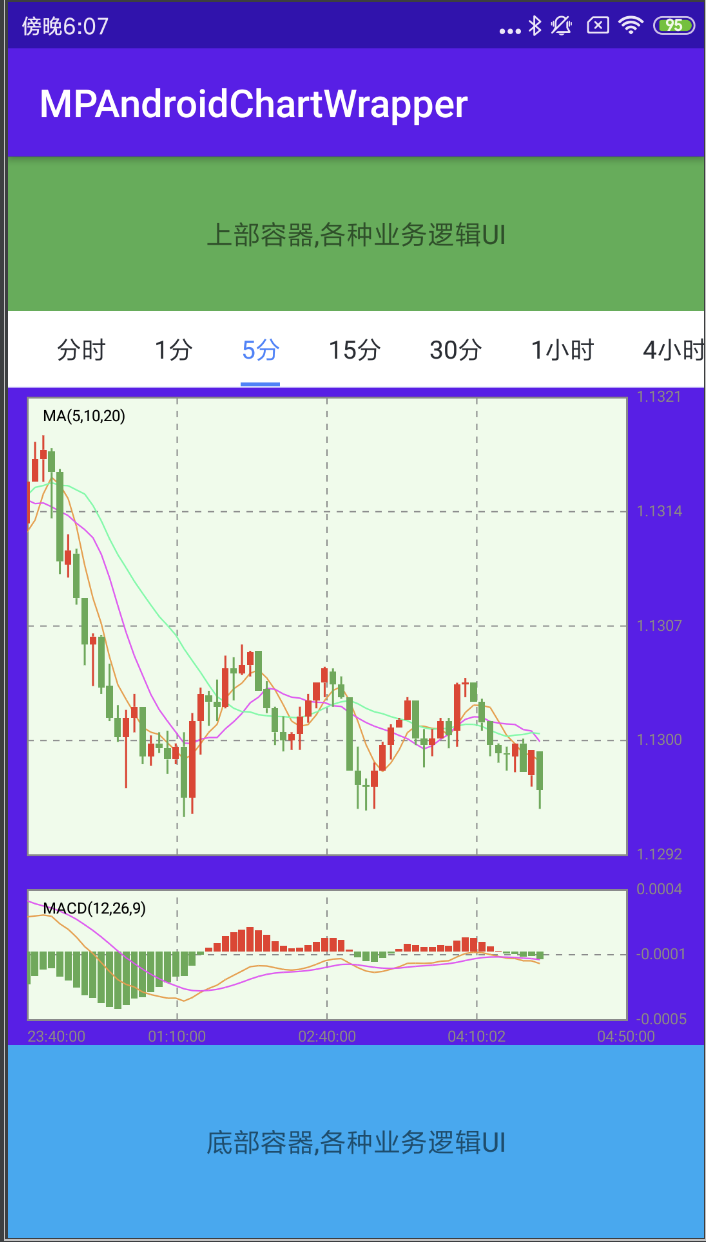 傍晚6:07
95
MPAndroidChartWrapper
上部容器,各种业务逻辑UI
分时 1分 5分 15分 30分 1小时 4小时
MA(5,10,20)
1.1321
1.1314
1.1307
1.1300
1.1292
MACD(12,26,9)
0.0004
-0.0001
-0.0005
23:40:00 01:10:00 02:40:00 04:10:02 04:50:00
底部容器,各种业务逻辑UI